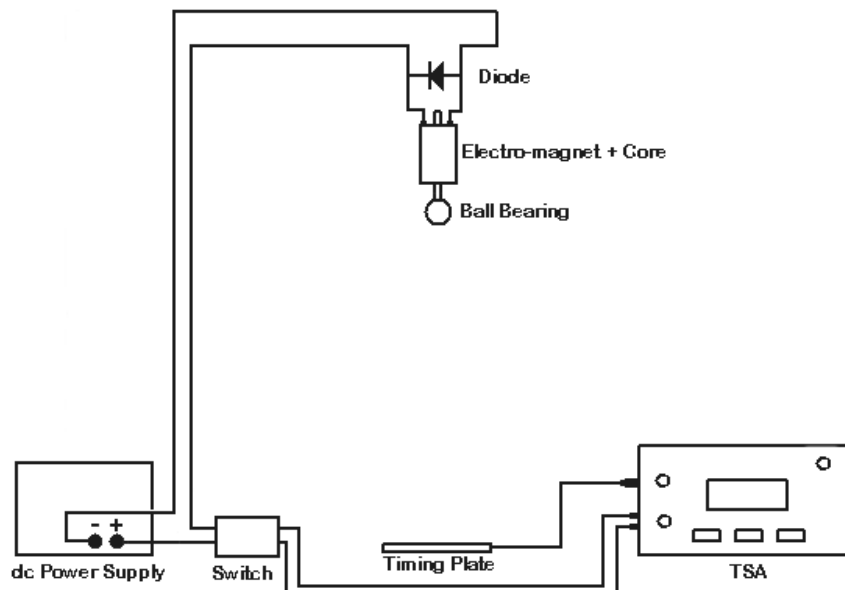 Diode
Electro-magnet + Core
Ball Bearing
- +
dc Power Supply
Switch
Timing Plate
TSA